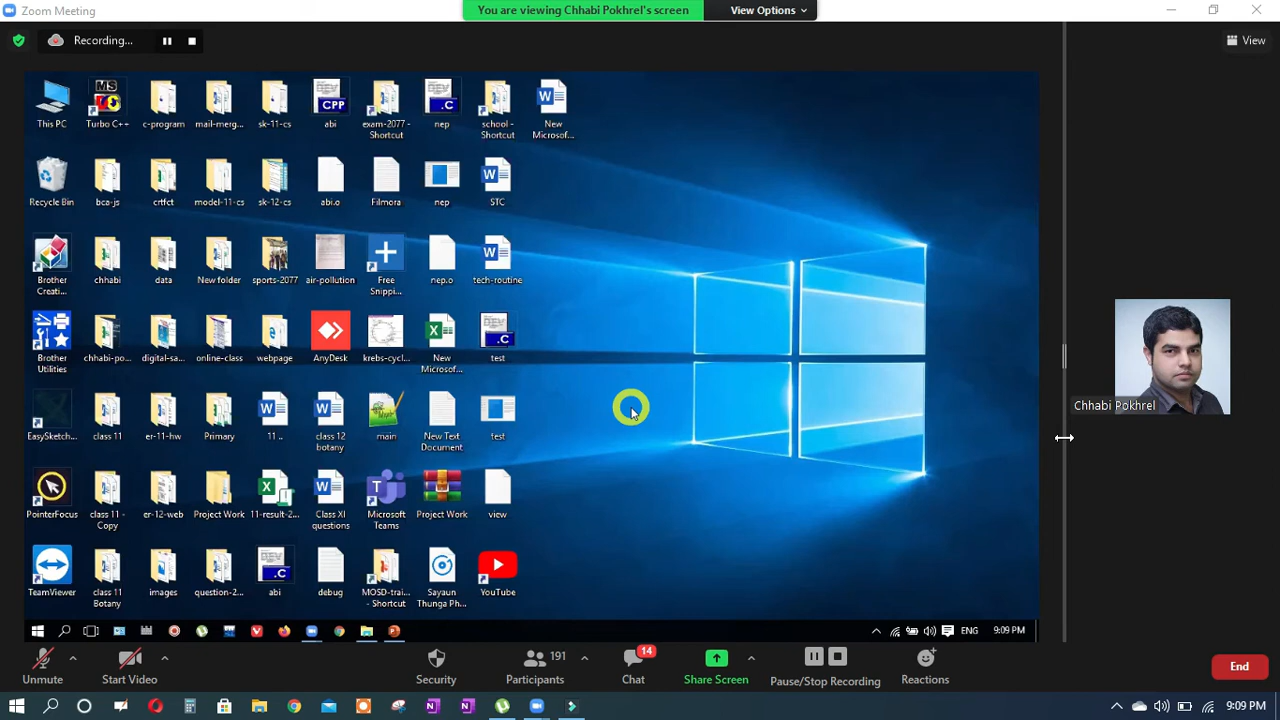 Zoom Meeting
You are viewing Chhabi Pokhrel's screen
View Options
Recording...
View
This PC
Turbo C++
c-program
mail-merg...
sk-11-cs
abi
exam-2077 -
Shortcut
nep
school -
Shortcut
New
Microsof...
Recycle Bin
bca-js
crtfct
model-11-cs
sk-12-cs
abi.o
Filmora
nep
STC
Brother
Creati...
chhabi
data
New folder
sports-2077
air-pollution
Free
Snippi...
nep.o
tech-routine
Brother
Utilities
chhabi-po...
digital-sa...
online-class
webpage
AnyDesk
krebs-cycl...
New
Microsof...
test
EasySketch...
class 11
er-11-hw
Primary
11 ..
class 12
botany
main
New Text
Document
test
PointerFocus
class 11
- Copy
er-12-web
Project Work
11-result-2...
Class XI
questions
Microsoft
Teams
Project Work
view
TeamViewer
class 11
Botany
images
question-2...
abi
debug
MOSD-trai...
- Shortcut
Sayaun
Thunga Ph...
YouTube
Chhabi Pokhrel
ENG
9:09 PM
Unmute
Start Video
Security
191
Participants
14
Chat
Share Screen
Pause/Stop Recording
Reactions
End
9:09 PM